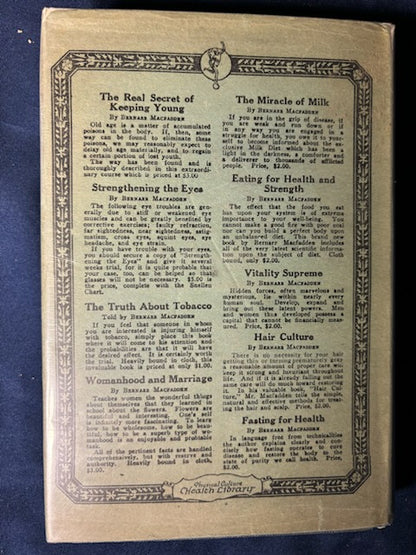 The Real Secret of
Keeping Young
By Bernarr Macfadden
Old age is a matter of accumulated
poisons in the body. If, then, some
way can be found to eliminate these
poisons, we may reasonably expect to
delay old age materially, and to regain
a certain portion of lost youth.
The way has been found and is
thoroughly described in this extraordi-
nary course which is priced at $3.00
Strengthening the Eyes
By Bernarr Macfadden
The following eye troubles are gen-
erally due to stiff or weakened eye
muscles and can be greatly benefited by
corrective exercises; faulty refraction,
far sightedness, near sightedness, astig-
matism, cross eyes, squint eyes, eye
headache, and eye strain.
If you have trouble with your eyes,
you should secure a copy of "Strength-
ening the Eyes" and give it several
weeks trial, for it is quite probable that
your case, too, can be helped so that
glasses will not be necessary. $5.00 is
the price, complete with the Snellen
Chart.
The Truth About Tobacco
Told by Bernarr Macfadden
If you feel that someone in whom
you are interested is injuring himself
with tobacco, simply place this book
where it will come to his attention and
the probabilities are that it will have
the desired effect. It is certainly worth
the trial. Heavily bound in cloth, this
invaluable book is priced at only $1.00.
Womanhood and Marriage
By Bernarr Macfadden
Teaches women the wonderful things
about themselves that they learned in
school about the flowers. Flowers are
beautiful and interesting. One's self
is infinitely more fascinating. To learn
how to be wholesome, how to be beau-
tiful, how to be a superior type of wo-
manhood is an enjoyable and profitable
All of the pertinent facts are handled
comprehensively, but with reserve and
authority. Heavily bound in cloth,
$3.00.
The Miracle of Milk
By Bernarr Macfadden
If you are in the grip of disease, if
you are weak and run down or if
in any way you are engaged in a
struggle for health, you owe it to your-
self to become informed about the ex-
clusive Milk Diet which has been a
light in the darkness, a comforter and
a deliverer to thousands of afflicted
people. Price, $2.00.
Eating for Health and
Strength
By Bernarr Macfadden
The effect that the food you eat
has upon your system is of extreme
importance to your well-being. You
cannot make a good fire with poor coal
nor can you build a perfect body upon
an unbalanced diet. This brand new
book by Bernarr Macfadden includes
all of the very latest scientific informa-
tion upon the subject of diet. Cloth
bound, only $2.00.
Vitality Supreme
By Bernarr Macfadden
Hidden forces, often marvelous and
mysterious, lie within nearly every
human soul. Develop, expand and
bring out these latent powers. Men
and women thus developed possess a
capital that cannot be financially meas-
ured. Price, $2.00.
Hair Culture
By Bernarr Macfadden
There is no necessity for your hair
getting thin or turning prematurely gray
a reasonable amount of proper care will
keep it strong and luxuriant throughout
life. And if it is already falling out the
same care will do much toward restoring
it. In his valuable book, "Hair Cul-
ture," Mr. Macfadden tells the simple,
natural and effective methods for treat-
ing the hair and scalp. Price, $2.00.
Fasting for Health
By Bernarr Macfadden
In language free from technicalities
the author explains clearly and con-
cisely how fasting operates to cure
disease and restore the body to the
state of purity we call health. Price,
$2.00.
Physical Culture
Health Library